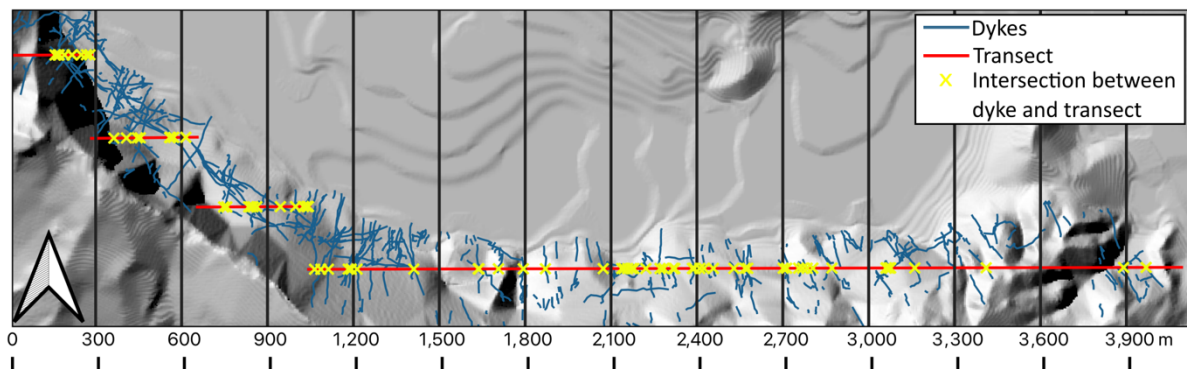 Dykes
Transect
Intersection between
dyke and transect
0 300 600 900 1,200 1,500 1,800 2,100 2,400 2,700 3,000 3,300 3,600 3,900 m